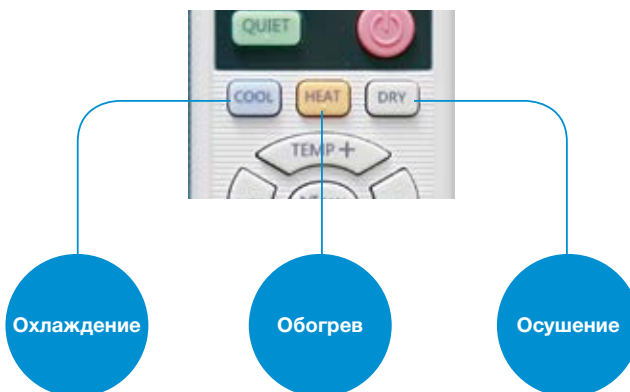 QUIET
COOL HEAT DRY
TEMP +
Охлаждение Обогрев Осушение